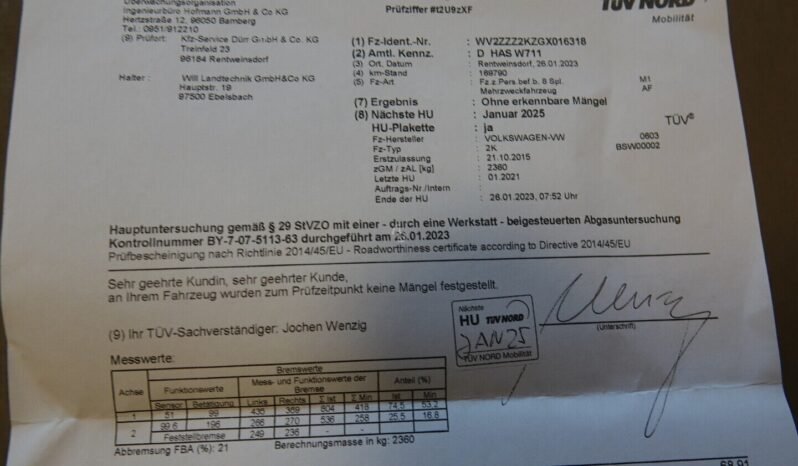 Überwachungsorganisation
Ingenieurbüro Hofmann GmbH & Co KG
Hertzstraße 12, 96050 Bamberg
Tel. 0951/912210
(9) Prüfort: Kfz-Service Dürr GmbH & Co. KG
Treinfeld 23
96184 Rentweinsdorf
Halter : Will Landtechnik GmbH&Co KG
Hauptstr. 19
97500 Ebelsbach
Prüfziffer #t2U9zXF
TÜV NORD
Mobilität
(1) Fz-Ident.-Nr. : WV2ZZZ2KZGX016318
(2) Amtl. Kennz. : D HAS W711
(3) Ort, Datum : Rentweinsdorf, 26.01.2023
(4) km-Stand : 169790
(5) Fz-Art : Fz.z.Pers.bef.b. 8 Spl. M1
Mehrzweckfahrzeug AF
(7) Ergebnis : Ohne erkennbare Mängel
(8) Nächste HU : Januar 2025
TÜV®
HU-Plakette : ja
Fz-Hersteller : VOLKSWAGEN-VW 0603
Fz-Typ : 2K BSW00002
Erstzulassung : 21.10.2015
zGM / zAL [kg] : 2360
Letzte HU : 01.2021
Auftrags-Nr./Intern :
Ende der HU : 26.01.2023, 07:52 Uhr
Hauptuntersuchung gemäß § 29 StVZO mit einer - durch eine Werkstatt - beigesteuerten Abgasuntersuchung
Kontrollnummer BY-7-07-5113-63 durchgeführt am 26.01.2023
Prüfbescheinigung nach Richtlinie 2014/45/EU - Roadworthiness certificate according to Directive 2014/45/EU
Sehr geehrte Kundin, sehr geehrter Kunde,
an Ihrem Fahrzeug wurden zum Prüfzeitpunkt keine Mängel festgestellt.
(9) Ihr TÜV-Sachverständiger: Jochen Wenzig
Nächste
HU TÜV NORD
JAN 25
TÜV NORD Mobilität
(Unterschrift)
Messwerte:
Bremswerte
Achse Funktionswerte Mess- und Funktionswerte der Bremse Anteil (%)
Sensor Betätigung Links Rechts Σ Ist Σ Min Ist Min
1 51 99 435 369 804 418 74.5 53.2
2 99.6 196 266 270 536 258 25.5 16.8
Feststellbremse 249 236 - -
Abbremsung FBA (%): 21 Berechnungsmasse in kg: 2360